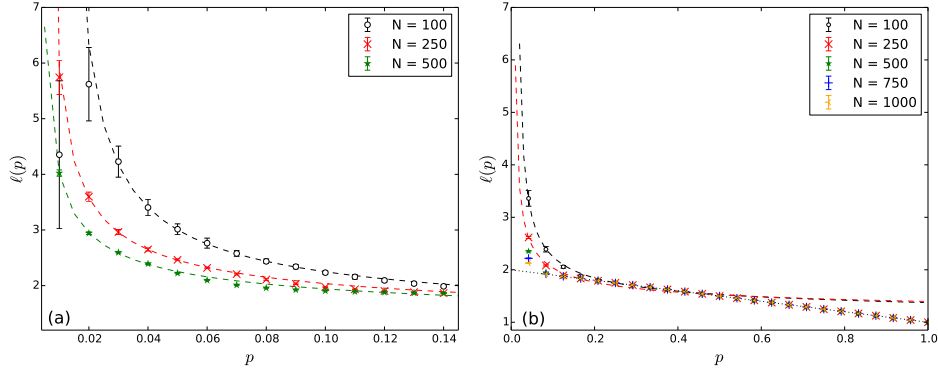 7
6
5
4
3
2
ℓ(p)
0.02 0.04 0.06 0.08 0.10 0.12 0.14
p
(a)
N = 100
N = 250
N = 500
7
6
5
4
3
2
1
ℓ(p)
0.0 0.2 0.4 0.6 0.8 1.0
p
(b)
N = 100
N = 250
N = 500
N = 750
N = 1000